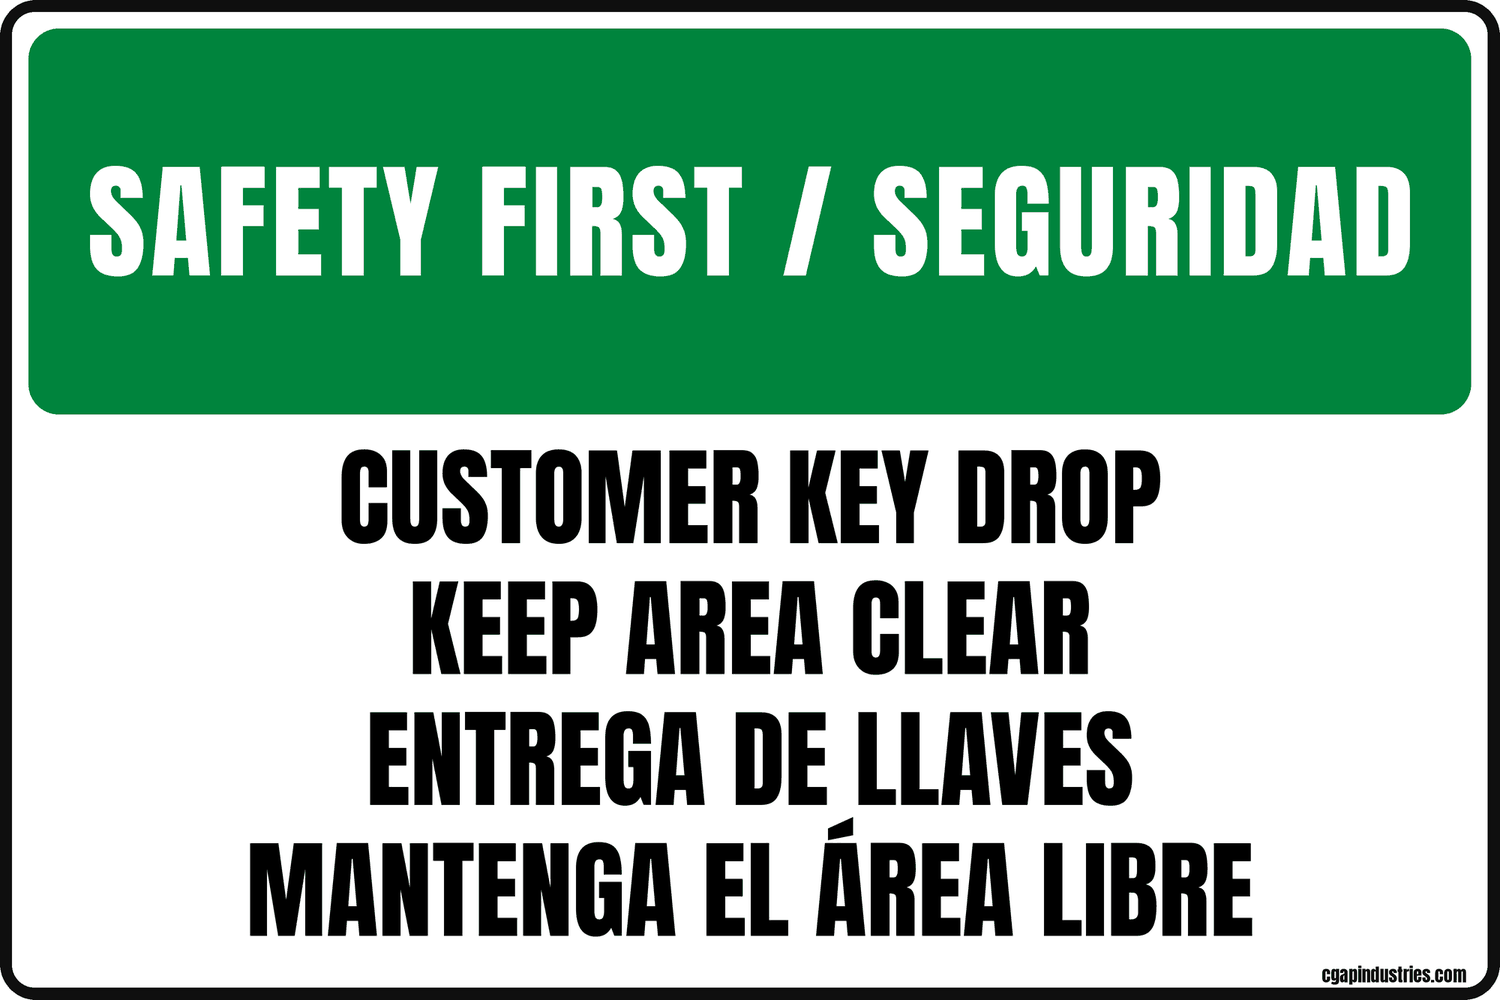 SAFETY FIRST / SEGURIDAD
CUSTOMER KEY DROP
KEEP AREA CLEAR
ENTREGA DE LLAVES
MANTENGA EL ÁREA LIBRE
cgapindustries.com